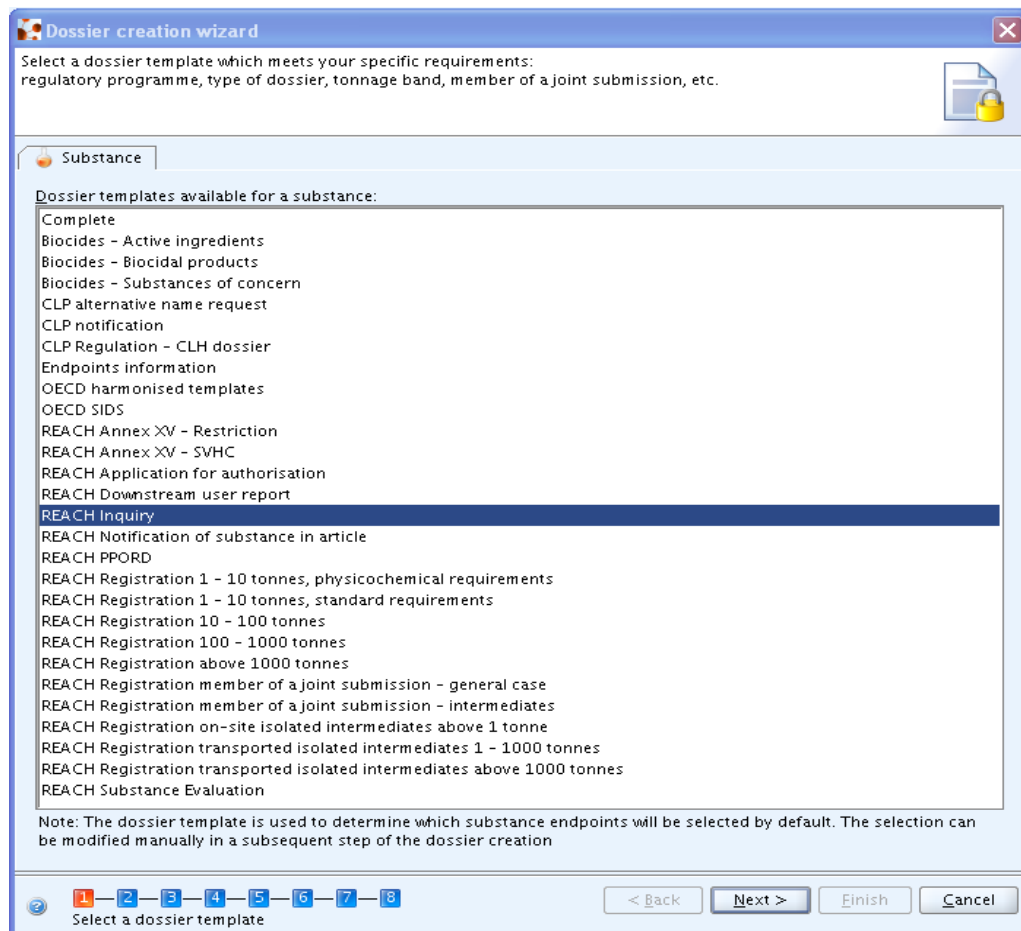 Dossier creation wizard
Select a dossier template which meets your specific requirements:
regulatory programme, type of dossier, tonnage band, member of a joint submission, etc.
Substance
Dossier templates available for a substance:
Complete
Biocides - Active ingredients
Biocides - Biocidal products
Biocides - Substances of concern
CLP alternative name request
CLP notification
CLP Regulation - CLH dossier
Endpoints information
OECD harmonised templates
OECD SIDS
REACH Annex XV - Restriction
REACH Annex XV - SVHC
REACH Application for authorisation
REACH Downstream user report
REACH Inquiry
REACH Notification of substance in article
REACH PPORD
REACH Registration 1 - 10 tonnes, physicochemical requirements
REACH Registration 1 - 10 tonnes, standard requirements
REACH Registration 10 - 100 tonnes
REACH Registration 100 - 1000 tonnes
REACH Registration above 1000 tonnes
REACH Registration member of a joint submission - general case
REACH Registration member of a joint submission - intermediates
REACH Registration on-site isolated intermediates above 1 tonne
REACH Registration transported isolated intermediates 1 - 1000 tonnes
REACH Registration transported isolated intermediates above 1000 tonnes
REACH Substance Evaluation
Note: The dossier template is used to determine which substance endpoints will be selected by default. The selection can
be modified manually in a subsequent step of the dossier creation
1 2 3 4 5 6 7 8 < Back Next > Finish Cancel
Select a dossier template